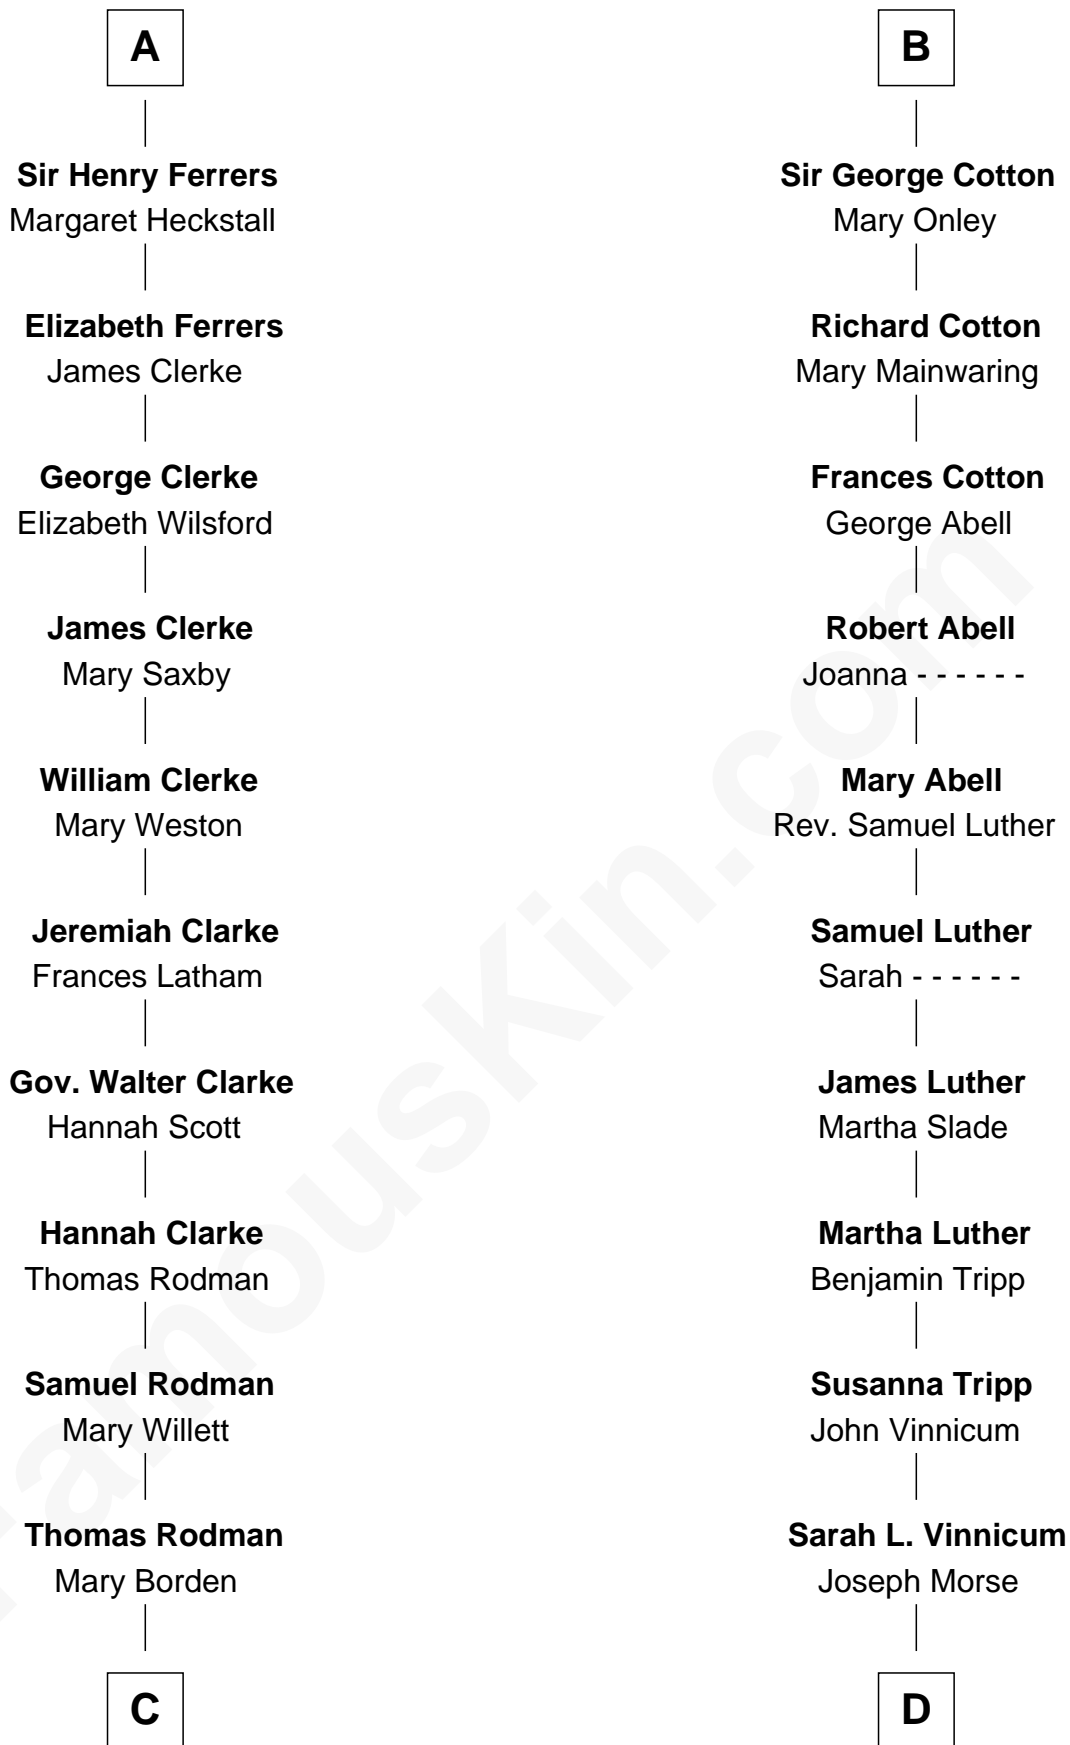 A
Sir Henry Ferrers
Margaret Heckstall
Elizabeth Ferrers
James Clerke
George Clerke
Elizabeth Wilsford
James Clerke
Mary Saxby
William Clerke
Mary Weston
Jeremiah Clarke
Frances Latham
Gov. Walter Clarke
Hannah Scott
Hannah Clarke
Thomas Rodman
Samuel Rodman
Mary Willett
Thomas Rodman
Mary Borden
C
B
Sir George Cotton
Mary Onley
Richard Cotton
Mary Mainwaring
Frances Cotton
George Abell
Robert Abell
Joanna - - - - - -
Mary Abell
Rev. Samuel Luther
Samuel Luther
Sarah - - - - - -
James Luther
Martha Slade
Martha Luther
Benjamin Tripp
Susanna Tripp
John Vinnicum
Sarah L. Vinnicum
Joseph Morse
D
FamousKin.com